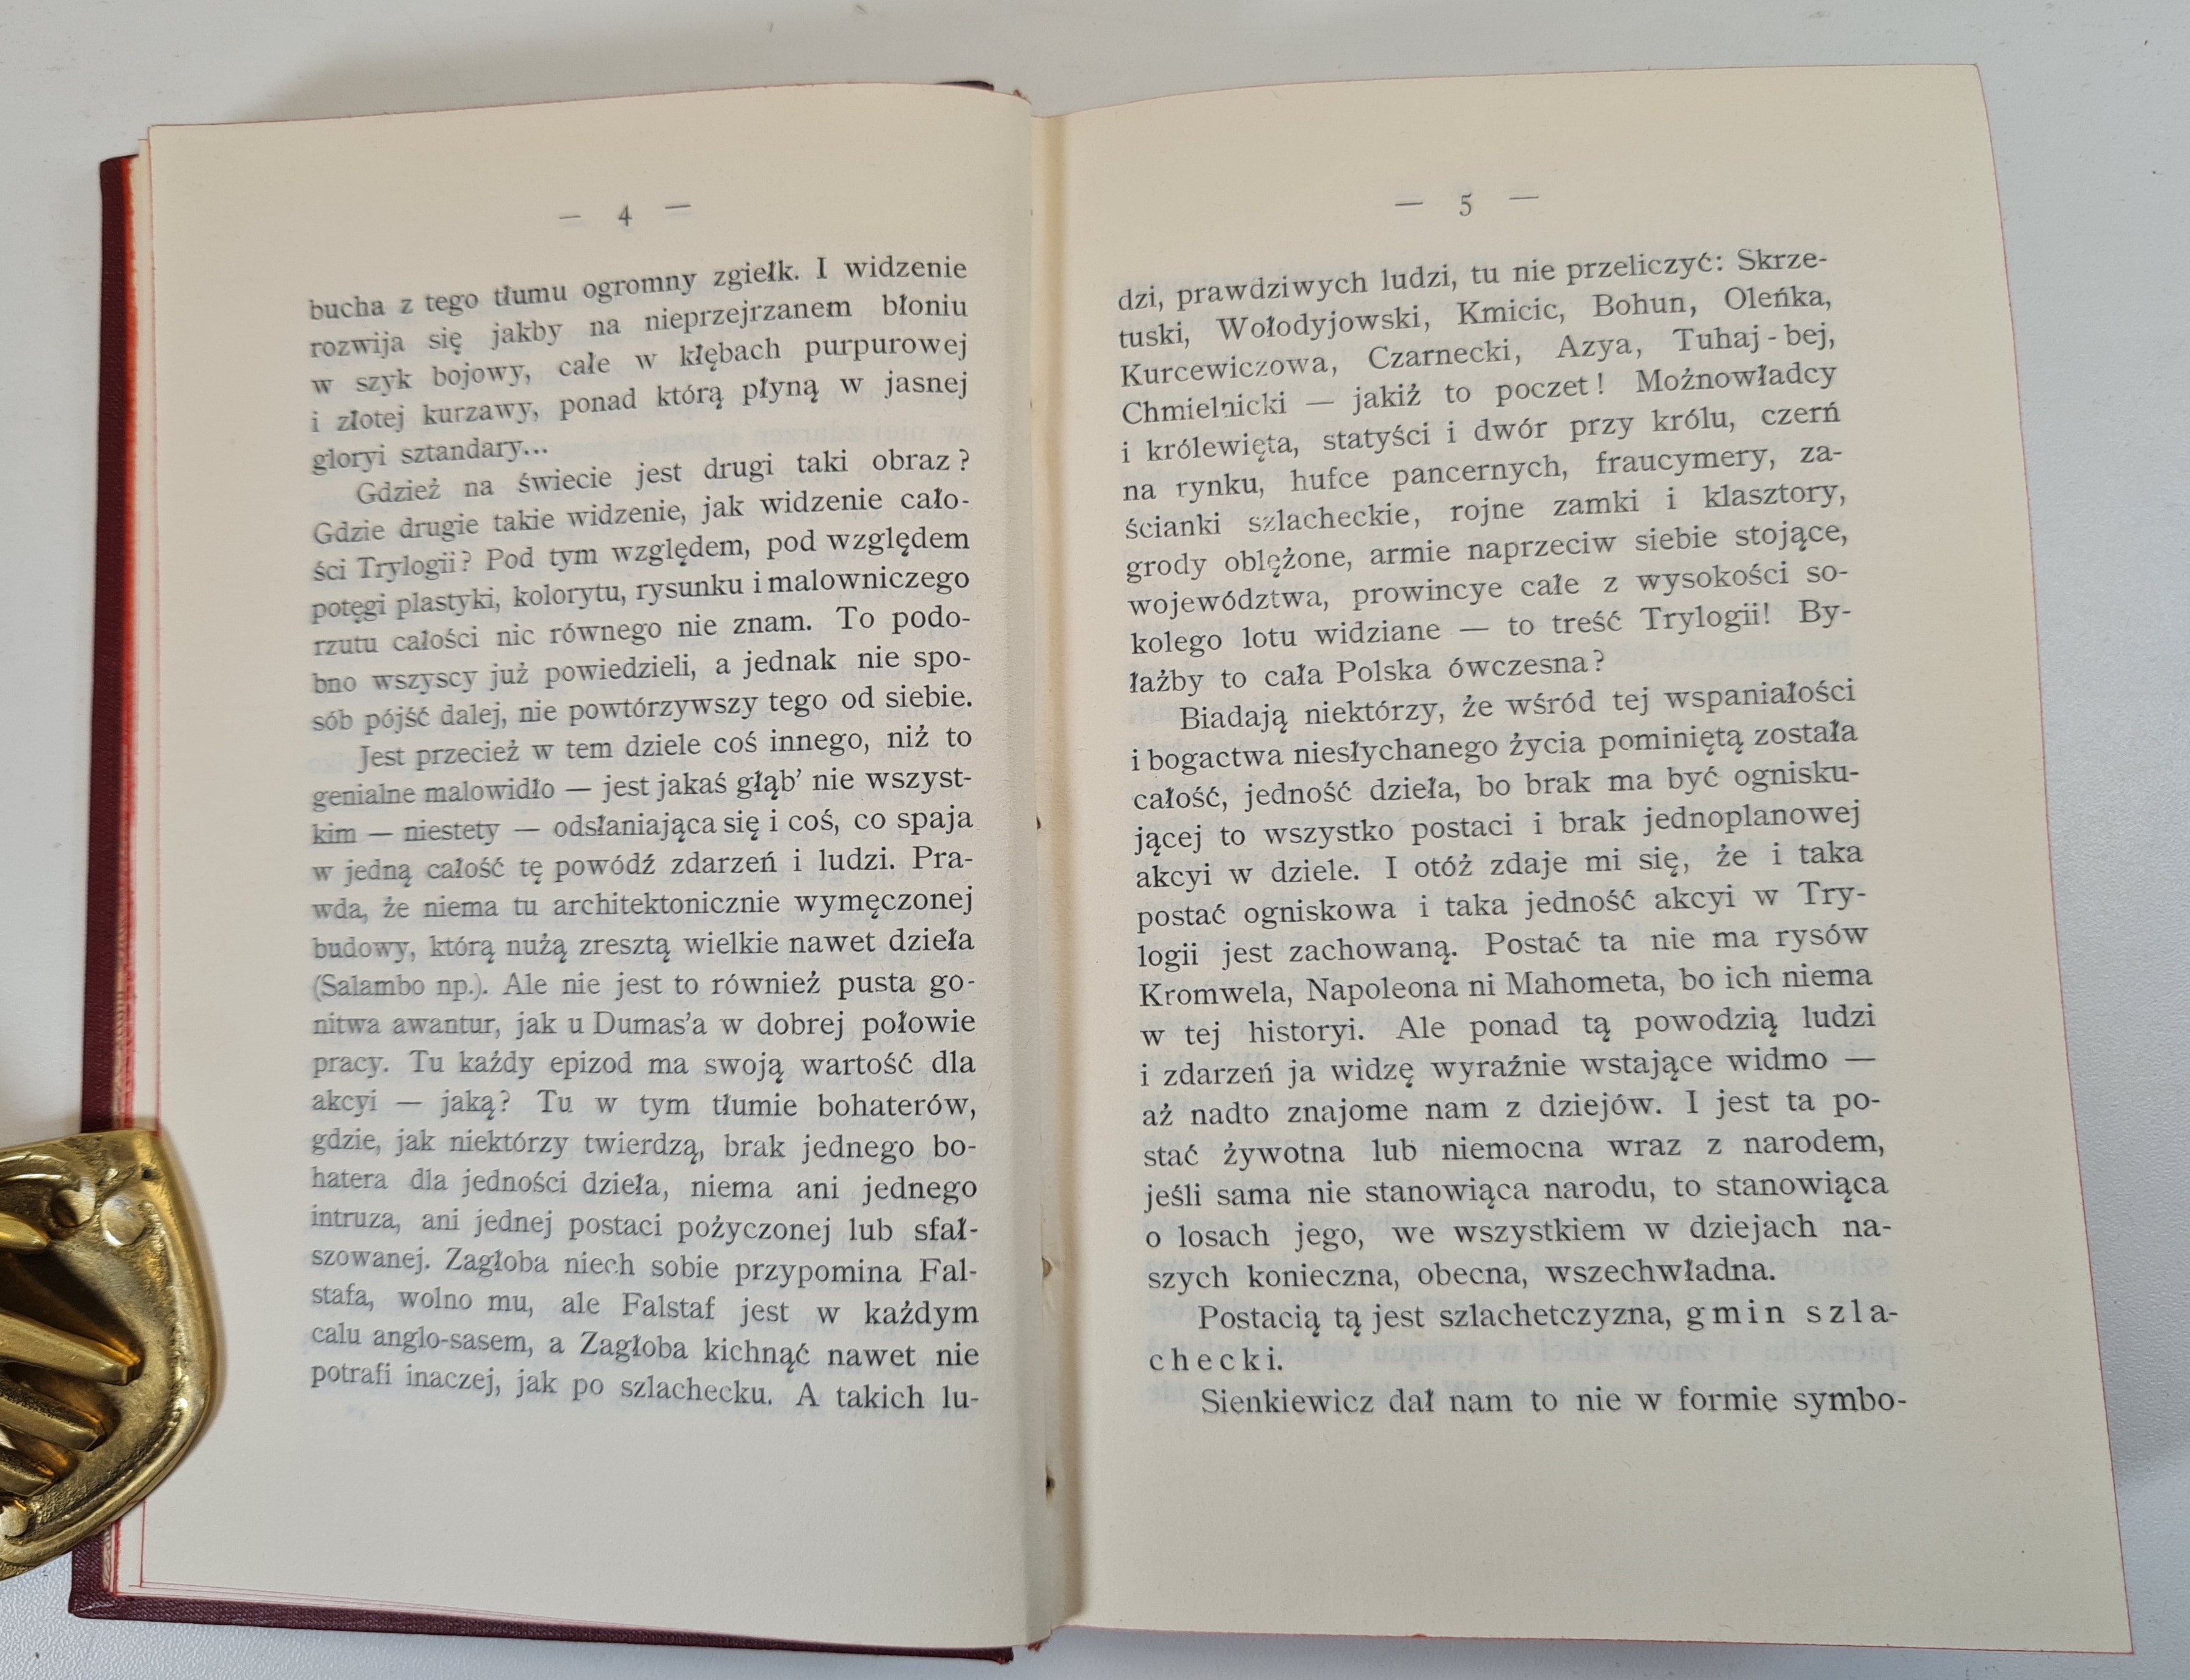 — 4 —
bucha z tego tłumu ogromny zgiełk. I widzenie
rozwija się jakby na nieprzejrzanem błoniu
w szyk bojowy, całe w kłębach purpurowej
i złotej kurzawy, ponad którą płyną w jasnej
gloryi sztandary...
Gdzież na świecie jest drugi taki obraz?
Gdzie drugie takie widzenie, jak widzenie cało-
ści Trylogii? Pod tym względem, pod względem
potęgi plastyki, kolorytu, rysunku i malowniczego
rzutu całości nic równego nie znam. To podo-
bno wszyscy już powiedzieli, a jednak nie spo-
sób pójść dalej, nie powtórzywszy tego od siebie.
Jest przecież w tem dziele coś innego, niż to
genialne malowidło — jest jakaś głąb' nie wszyst-
kim — niestety — odsłaniająca się i coś, co spaja
w jedną całość tę powódź zdarzeń i ludzi. Pra-
wda, że niema tu architektonicznie wymęczonej
budowy, którą nużą zresztą wielkie nawet dzieła
(Salambo np.). Ale nie jest to również pusta go-
nitwa awantur, jak u Dumas'a w dobrej połowie
pracy. Tu każdy epizod ma swoją wartość dla
akcyi — jaką? Tu w tym tłumie bohaterów,
gdzie, jak niektórzy twierdzą, brak jednego bo-
hatera dla jedności dzieła, niema ani jednego
intruza, ani jednej postaci pożyczonej lub sfał-
szowanej. Zagłoba niech sobie przypomina Fal-
stafa, wolno mu, ale Falstaf jest w każdym
calu anglo-sasem, a Zagłoba kichnąć nawet nie
potrafi inaczej, jak po szlachecku. A takich lu-
— 5 —
dzi, prawdziwych ludzi, tu nie przeliczyć: Skrze-
tuski, Wołodyjowski, Kmicic, Bohun, Oleńka,
Kurcewiczowa, Czarnecki, Azya, Tuhaj-bej,
Chmielnicki — jakiż to poczet! Możnowładcy
i królewięta, statyści i dwór przy królu, czerń
na rynku, hufce pancernych, fraucymery, za-
ścianki szlacheckie, rojne zamki i klasztory,
grody oblężone, armie naprzeciw siebie stojące,
województwa, prowincye całe z wysokości so-
kolego lotu widziane — to treść Trylogii! By-
łażby to cała Polska ówczesna?
Biadają niektórzy, że wśród tej wspaniałości
i bogactwa niesłychanego życia pominiętą została
całość, jedność dzieła, bo brak ma być ognisku-
jącej to wszystko postaci i brak jednoplanowej
akcyi w dziele. I otóż zdaje mi się, że i taka
postać ogniskowa i taka jedność akcyi w Try-
logii jest zachowaną. Postać ta nie ma rysów
Kromwela, Napoleona ni Mahometa, bo ich niema
w tej historyi. Ale ponad tą powodzią ludzi
i zdarzeń ja widzę wyraźnie wstające widmo —
aż nadto znajome nam z dziejów. I jest ta po-
stać żywotna lub niemocna wraz z narodem,
jeśli sama nie stanowiąca narodu, to stanowiąca
o losach jego, we wszystkiem w dziejach na-
szych konieczna, obecna, wszechwładna.
Postacią tą jest szlachetczyzna, gmin szla-
checki.
Sienkiewicz dał nam to nie w formie symbo-